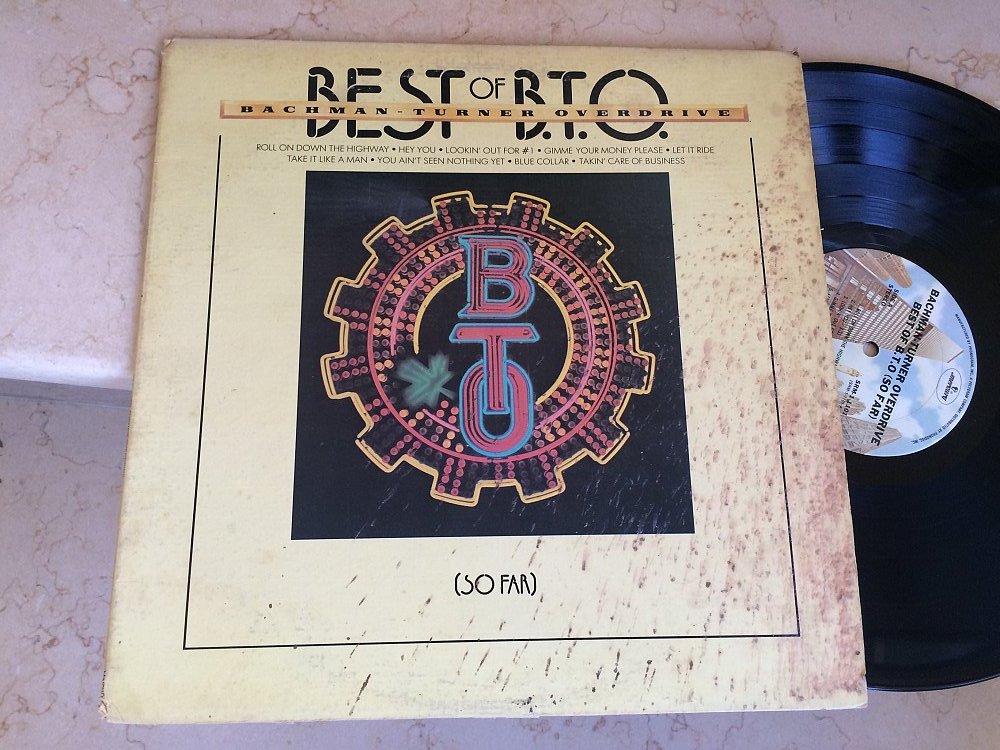 BEST OF B.T.O.
BACHMAN-TURNER OVERDRIVE
ROLL ON DOWN THE HIGHWAY • HEY YOU • LOOKIN' OUT FOR #1 • GIMME YOUR MONEY PLEASE • LET IT RIDE
TAKE IT LIKE A MAN • YOU AIN'T SEEN NOTHING YET • BLUE COLLAR • TAKIN' CARE OF BUSINESS
BTO
(SO FAR)
BACHMAN-TURNER OVERDRIVE
BEST OF B.T.O (SO FAR)
STEREO
mercury